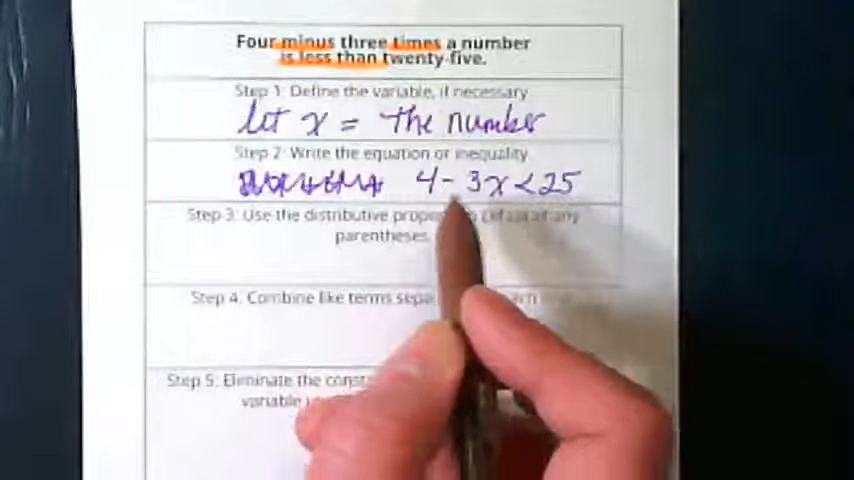 Four minus three times a number
is less than twenty-five.
Step 1: Define the variable, if necessary
let x = the number
Step 2: Write the equation or inequality
4 - 3x < 25
Step 3: Use the distributive any
parentheses.
Step 4: Combine like terms
Step 5: Eliminate the
variable